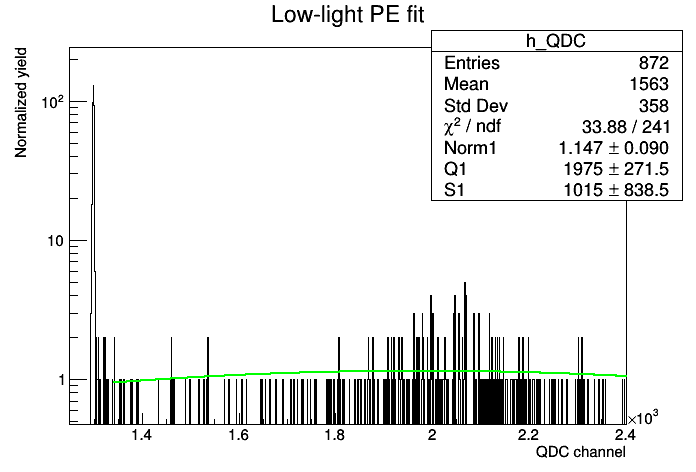 Low-light PE fit
h_QDC
Entries 872
Mean 1563
Std Dev 358
χ² / ndf 33.88 / 241
Norm1 1.147 ± 0.090
Q1 1975 ± 271.5
S1 1015 ± 838.5
Normalized yield
10²
10
1
1.4 1.6 1.8 2 2.2 2.4
×10³
QDC channel